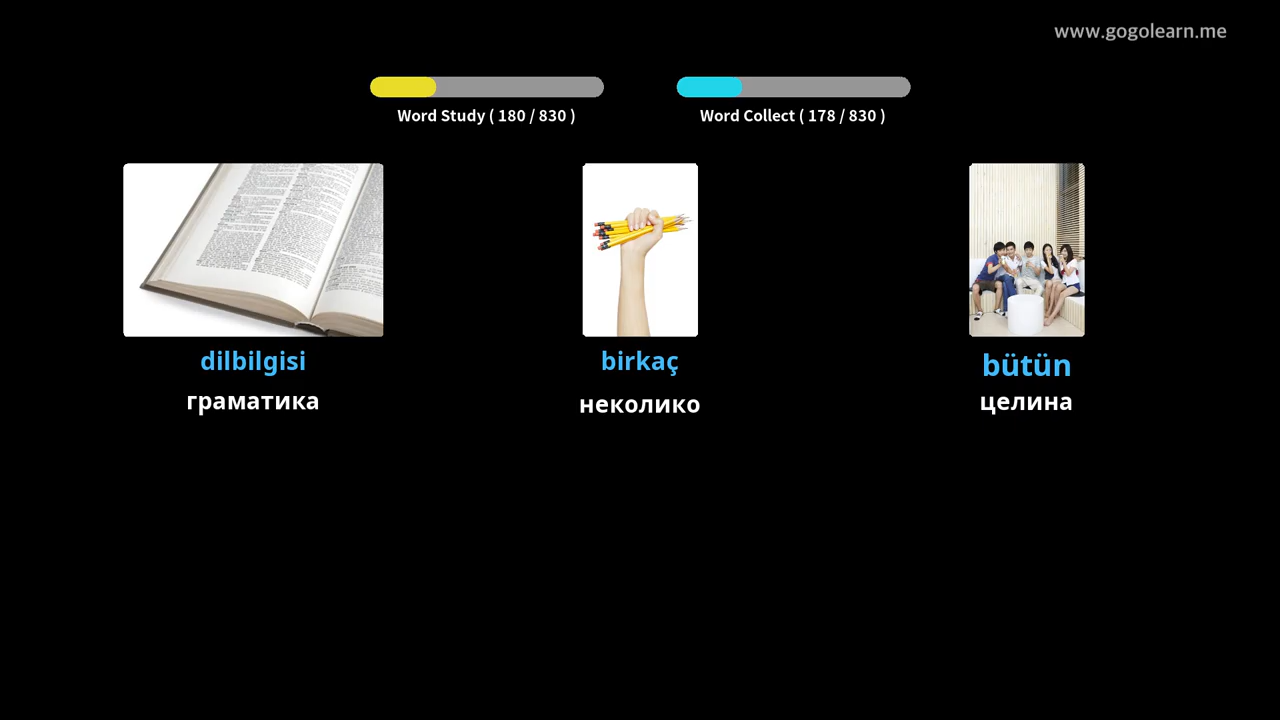 www.gogolearn.me
Word Study ( 180 / 830 )
Word Collect ( 178 / 830 )
dilbilgisi
граматика
birkaç
неколико
bütün
целина